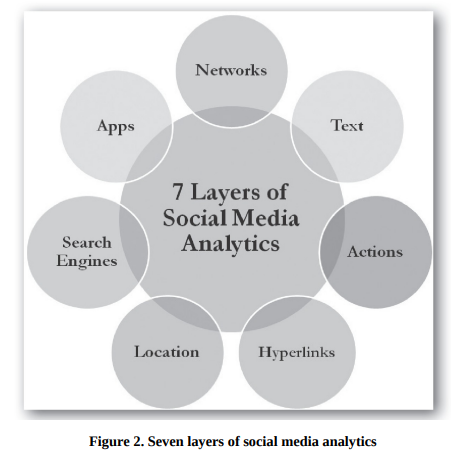 Networks
Apps
Text
7 Layers of
Social Media
Analytics
Search
Engines
Actions
Location
Hyperlinks
Figure 2. Seven layers of social media analytics